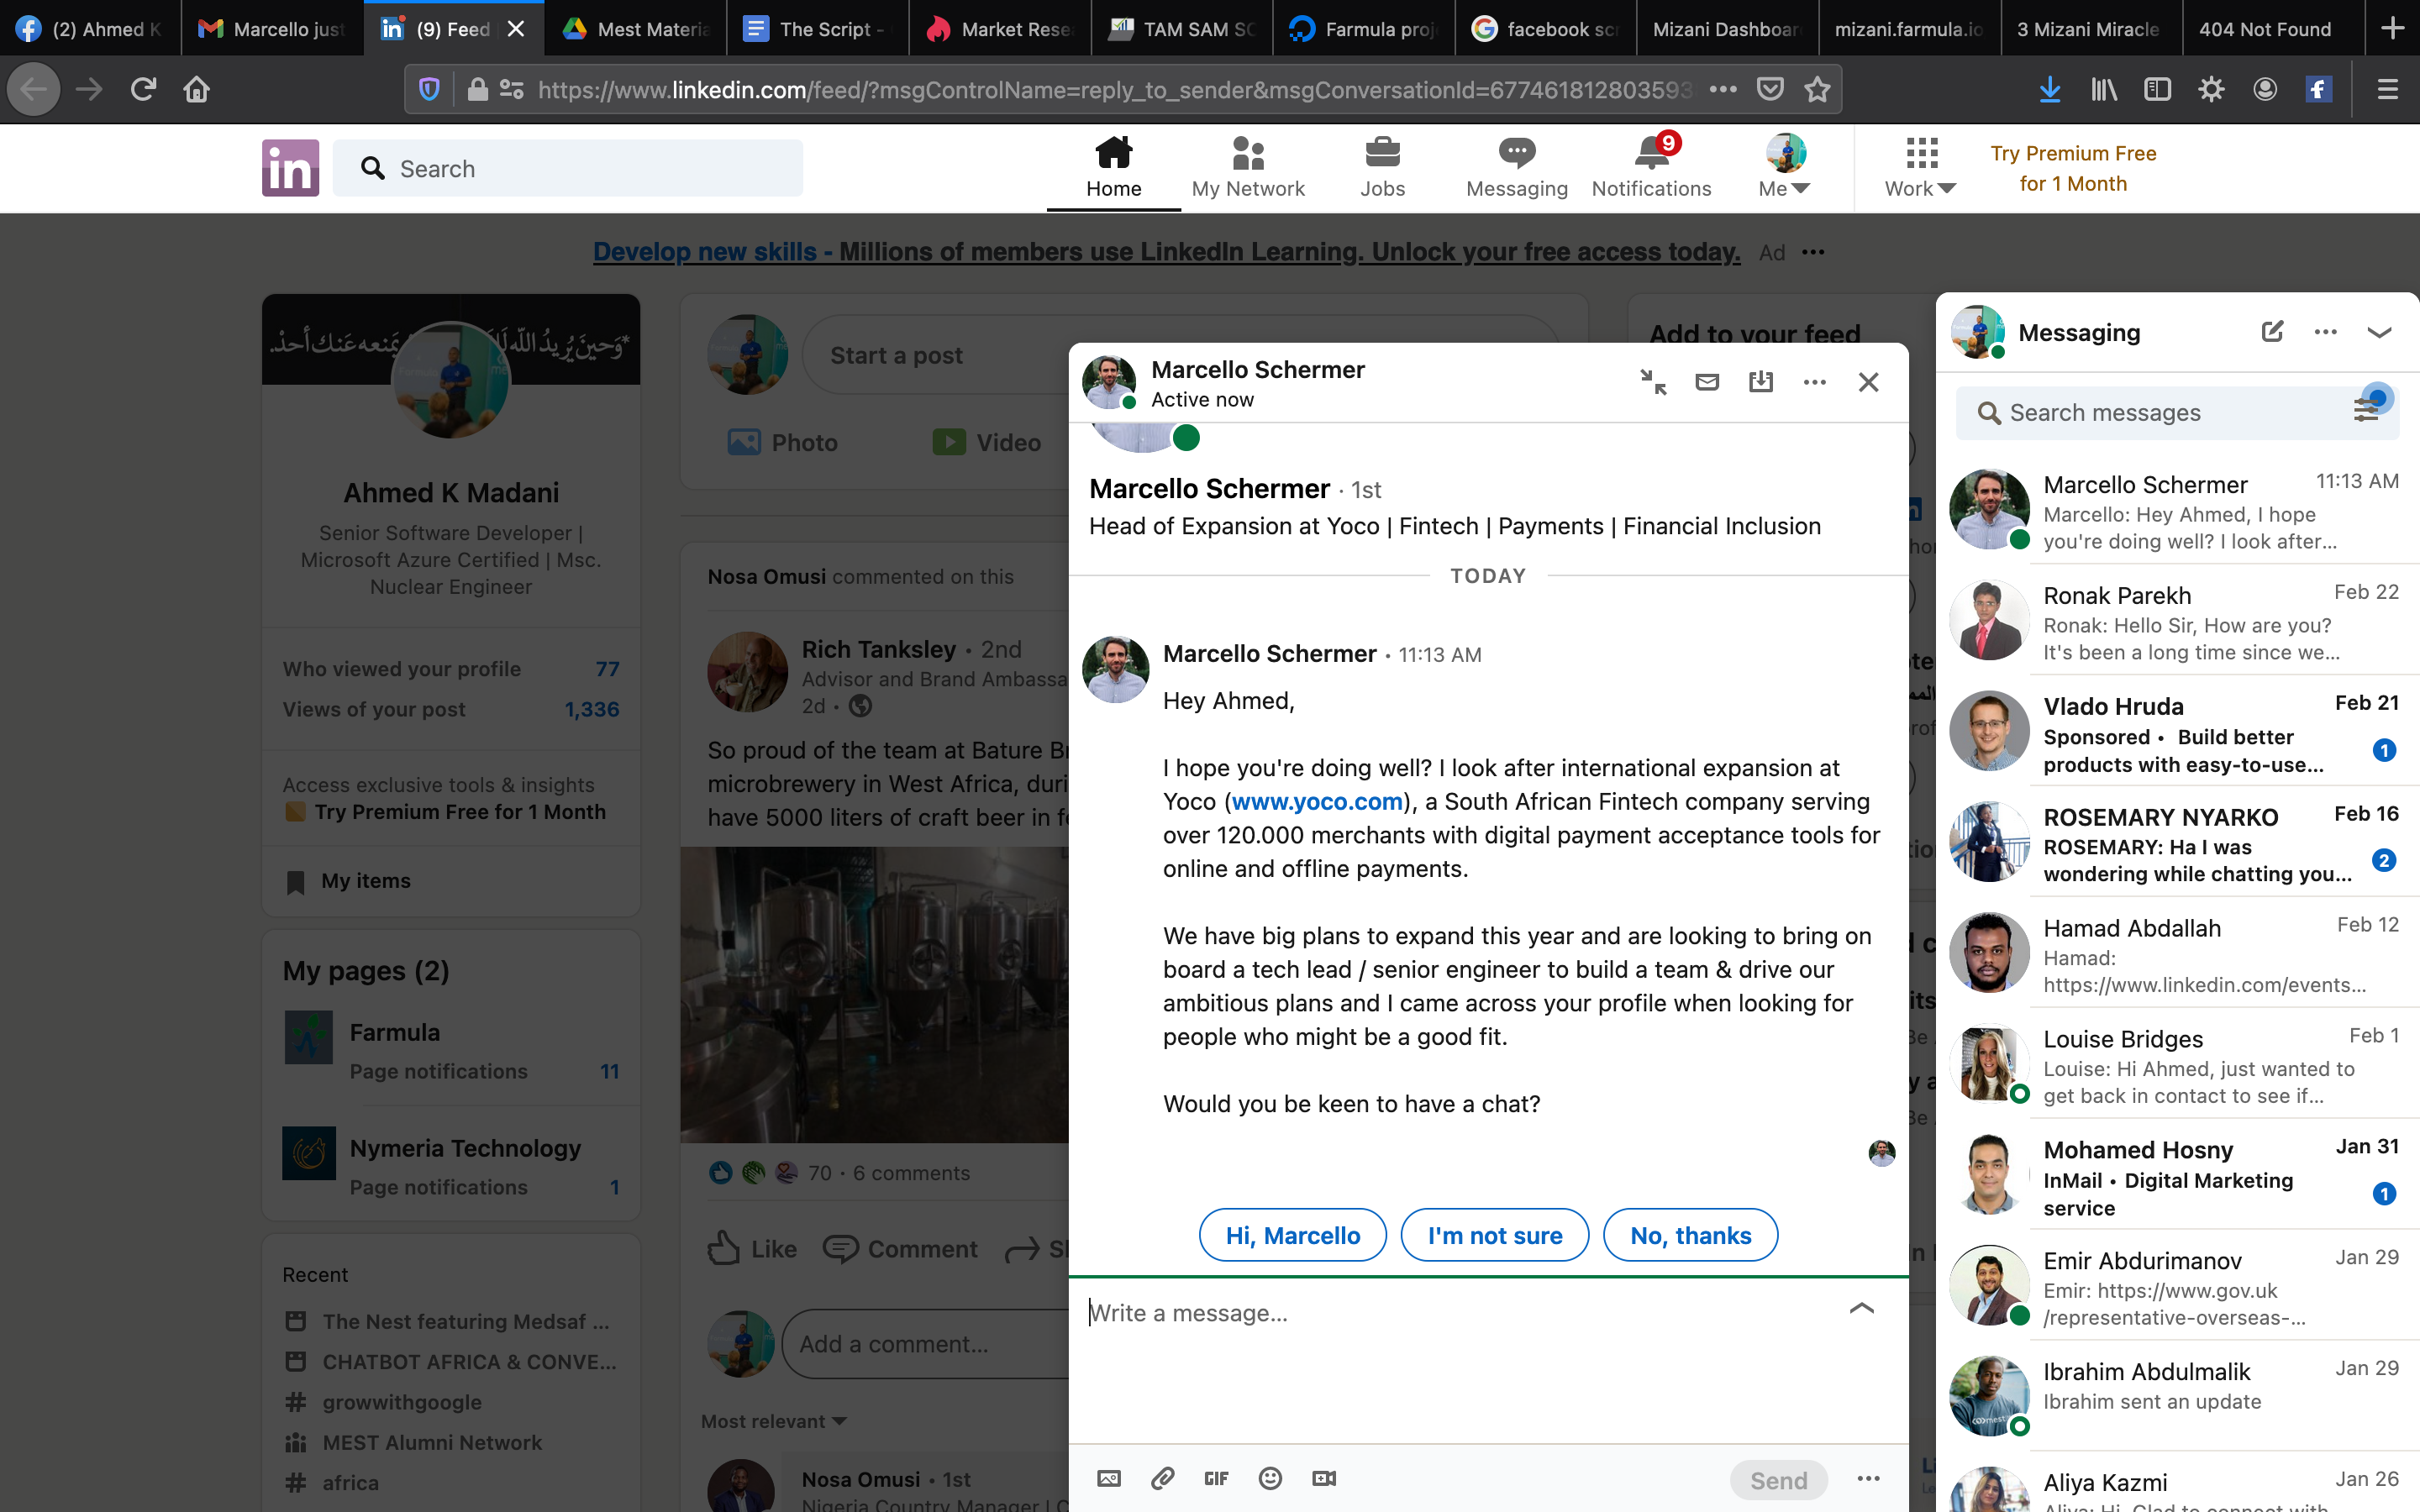 (2) Ahmed K
Marcello just
(9) Feed
Mest Materia
The Script -
Market Rese
TAM SAM SO
Farmula proj
facebook scr
Mizani Dashboar
mizani.farmula.io
3 Mizani Miracle
404 Not Found
https://www.linkedin.com/feed/?msgControlName=reply_to_sender&msgConversationId=6774618128035938
in
Search
Home
My Network
Jobs
Messaging
9
Notifications
Me
Work
Try Premium Free
for 1 Month
Develop new skills - Millions of members use LinkedIn Learning. Unlock your free access today.
Ad
Ahmed K Madani
Senior Software Developer |
Microsoft Azure Certified | Msc.
Nuclear Engineer
Who viewed your profile 77
Views of your post 1,336
Access exclusive tools & insights
Try Premium Free for 1 Month
My items
My pages (2)
Farmula
Page notifications 11
Nymeria Technology
Page notifications 1
Recent
The Nest featuring Medsaf ...
CHATBOT AFRICA & CONVE...
# growwithgoogle
MEST Alumni Network
# africa
Start a post
Photo
Video
Nosa Omusi commented on this
Rich Tanksley • 2nd
Advisor and Brand Ambassa
2d •
So proud of the team at Bature Br
microbrewery in West Africa, duri
have 5000 liters of craft beer in fe
70 · 6 comments
Like
Comment
Add a comment...
Most relevant
Nosa Omusi • 1st
Nigeria Country Manager | C
Add to your feed
Marcello Schermer
Active now
Marcello Schermer · 1st
Head of Expansion at Yoco | Fintech | Payments | Financial Inclusion
TODAY
Marcello Schermer • 11:13 AM
Hey Ahmed,
I hope you're doing well? I look after international expansion at
Yoco (www.yoco.com), a South African Fintech company serving
over 120.000 merchants with digital payment acceptance tools for
online and offline payments.
We have big plans to expand this year and are looking to bring on
board a tech lead / senior engineer to build a team & drive our
ambitious plans and I came across your profile when looking for
people who might be a good fit.
Would you be keen to have a chat?
Hi, Marcello
I'm not sure
No, thanks
Write a message...
GIF
Send
Messaging
Search messages
Marcello Schermer 11:13 AM
Marcello: Hey Ahmed, I hope
you're doing well? I look after...
Ronak Parekh Feb 22
Ronak: Hello Sir, How are you?
It's been a long time since we...
Vlado Hruda Feb 21
Sponsored • Build better
products with easy-to-use... 1
ROSEMARY NYARKO Feb 16
ROSEMARY: Ha I was
wondering while chatting you... 2
Hamad Abdallah Feb 12
Hamad:
https://www.linkedin.com/events...
Louise Bridges Feb 1
Louise: Hi Ahmed, just wanted to
get back in contact to see if...
Mohamed Hosny Jan 31
InMail • Digital Marketing
service 1
Emir Abdurimanov Jan 29
Emir: https://www.gov.uk
/representative-overseas-...
Ibrahim Abdulmalik Jan 29
Ibrahim sent an update
Aliya Kazmi Jan 26
Aliya: Hi, Glad to connect with